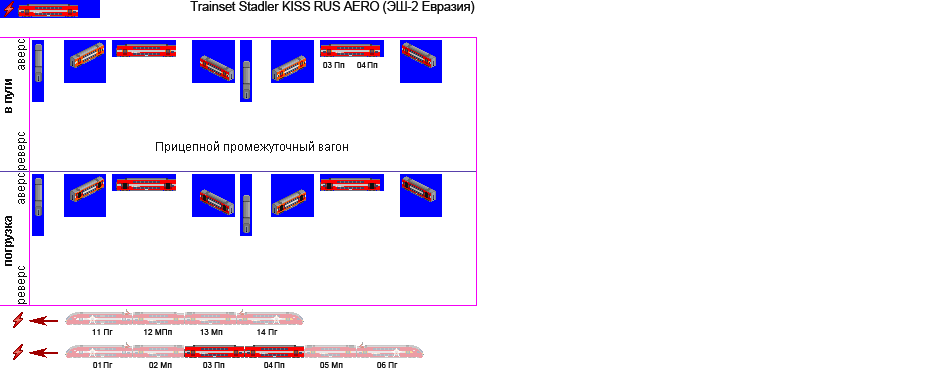 Trainset Stadler KISS RUS AERO (ЭШ-2 Евразия)
аверс
в пути
реверс
03 Пп 04 Пп
Прицепной промежуточный вагон
аверс
погрузка
реверс
11 Пг 12 МПп 13 Мп 14 Пг
01 Пг 02 Мп 03 Пп 04 Пп 05 Мп 06 Пг